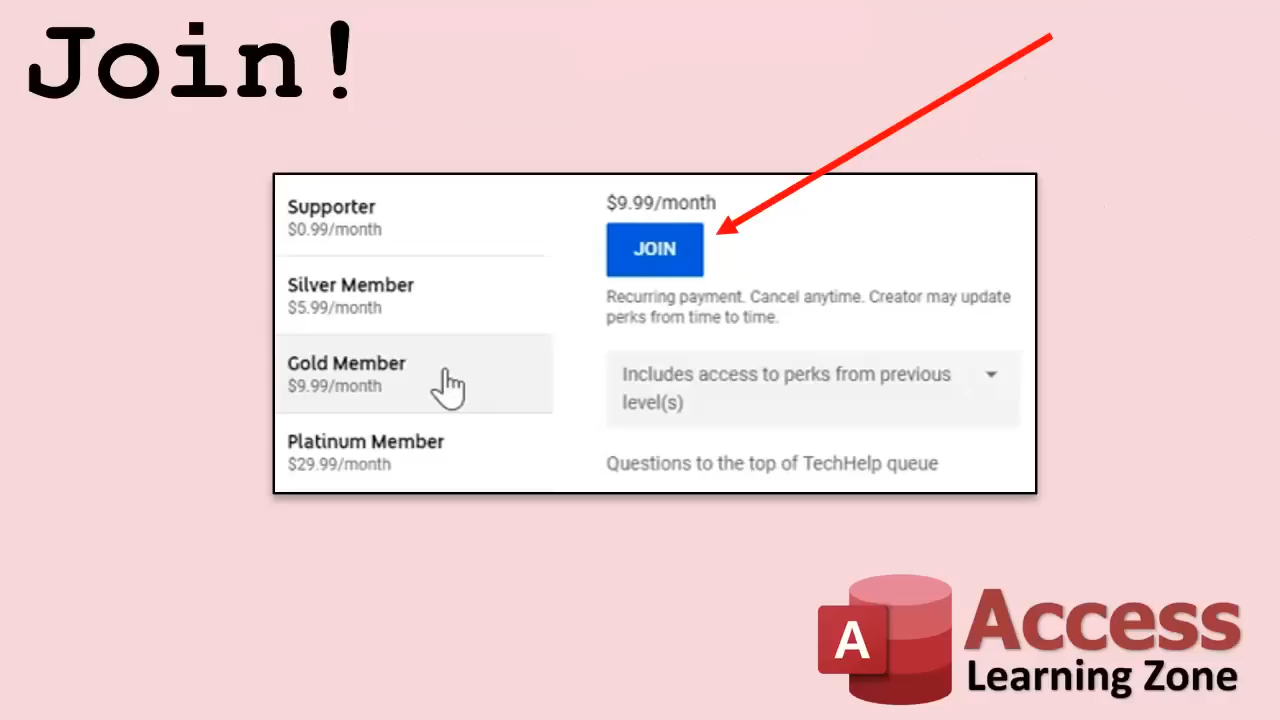 Join!
Supporter
$0.99/month
Silver Member
$5.99/month
Gold Member
$9.99/month
Platinum Member
$29.99/month
$9.99/month
JOIN
Recurring payment. Cancel anytime. Creator may update
perks from time to time.
Includes access to perks from previous
level(s)
Questions to the top of TechHelp queue
A
Access
Learning Zone